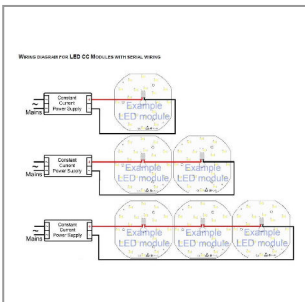 WIRING DIAGRAM FOR LED CC MODULES WITH SERIAL WIRING
Constant
Current
Power Supply
Mains
Example
LED module
Constant
Current
Power Supply
Mains
Example
LED module
Example
LED module
Constant
Current
Power Supply
Mains
Example
LED module
Example
LED module
Example
LED module